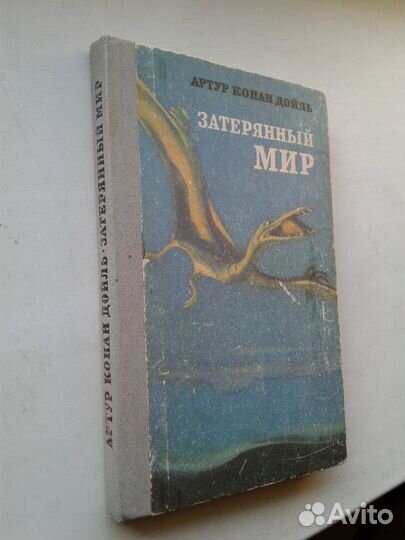 АРТУР КОНАН ДОЙЛЬ
ЗАТЕРЯННЫЙ
МИР
АРТУР КОНАН ДОЙЛЬ · ЗАТЕРЯННЫЙ МИР
Avito